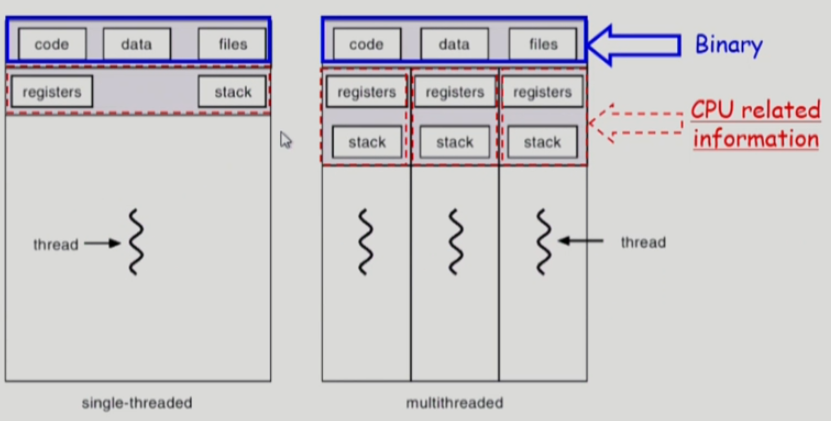 code data files
registers stack
thread
single-threaded
code data files
registers registers registers
stack stack stack
thread
multithreaded
Binary
CPU related
information